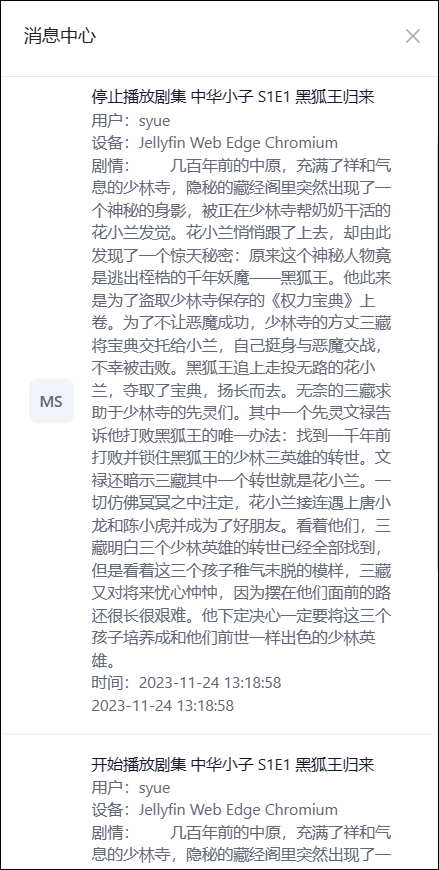 消息中心
停止播放剧集 中华小子 S1E1 黑狐王归来
用户：syue
设备：Jellyfin Web Edge Chromium
剧情：　　几百年前的中原，充满了祥和气
息的少林寺，隐秘的藏经阁里突然出现了一
个神秘的身影，被正在少林寺帮奶奶干活的
花小兰发觉。花小兰悄悄跟了上去，却由此
发现了一个惊天秘密：原来这个神秘人物竟
是逃出桎梏的千年妖魔——黑狐王。他此来
是为了盗取少林寺保存的《权力宝典》上
卷。为了不让恶魔成功，少林寺的方丈三藏
将宝典交托给小兰，自己挺身与恶魔交战，
不幸被击败。黑狐王追上走投无路的花小
兰，夺取了宝典，扬长而去。无奈的三藏求
助于少林寺的先灵们。其中一个先灵文禄告
诉他打败黑狐王的唯一办法：找到一千年前
打败并锁住黑狐王的少林三英雄的转世。文
禄还暗示三藏其中一个转世就是花小兰。一
切仿佛冥冥之中注定，花小兰接连遇上唐小
龙和陈小虎并成为了好朋友。看着他们，三
藏明白三个少林英雄的转世已经全部找到，
但是看着这三个孩子稚气未脱的模样，三藏
又对将来忧心忡忡，因为摆在他们面前的路
还很长很艰难。他下定决心一定要将这三个
孩子培养成和他们前世一样出色的少林英
雄。
时间：2023-11-24 13:18:58
2023-11-24 13:18:58
MS
开始播放剧集 中华小子 S1E1 黑狐王归来
用户：syue
设备：Jellyfin Web Edge Chromium
剧情：　　几百年前的中原，充满了祥和气
息的少林寺，隐秘的藏经阁里突然出现了一